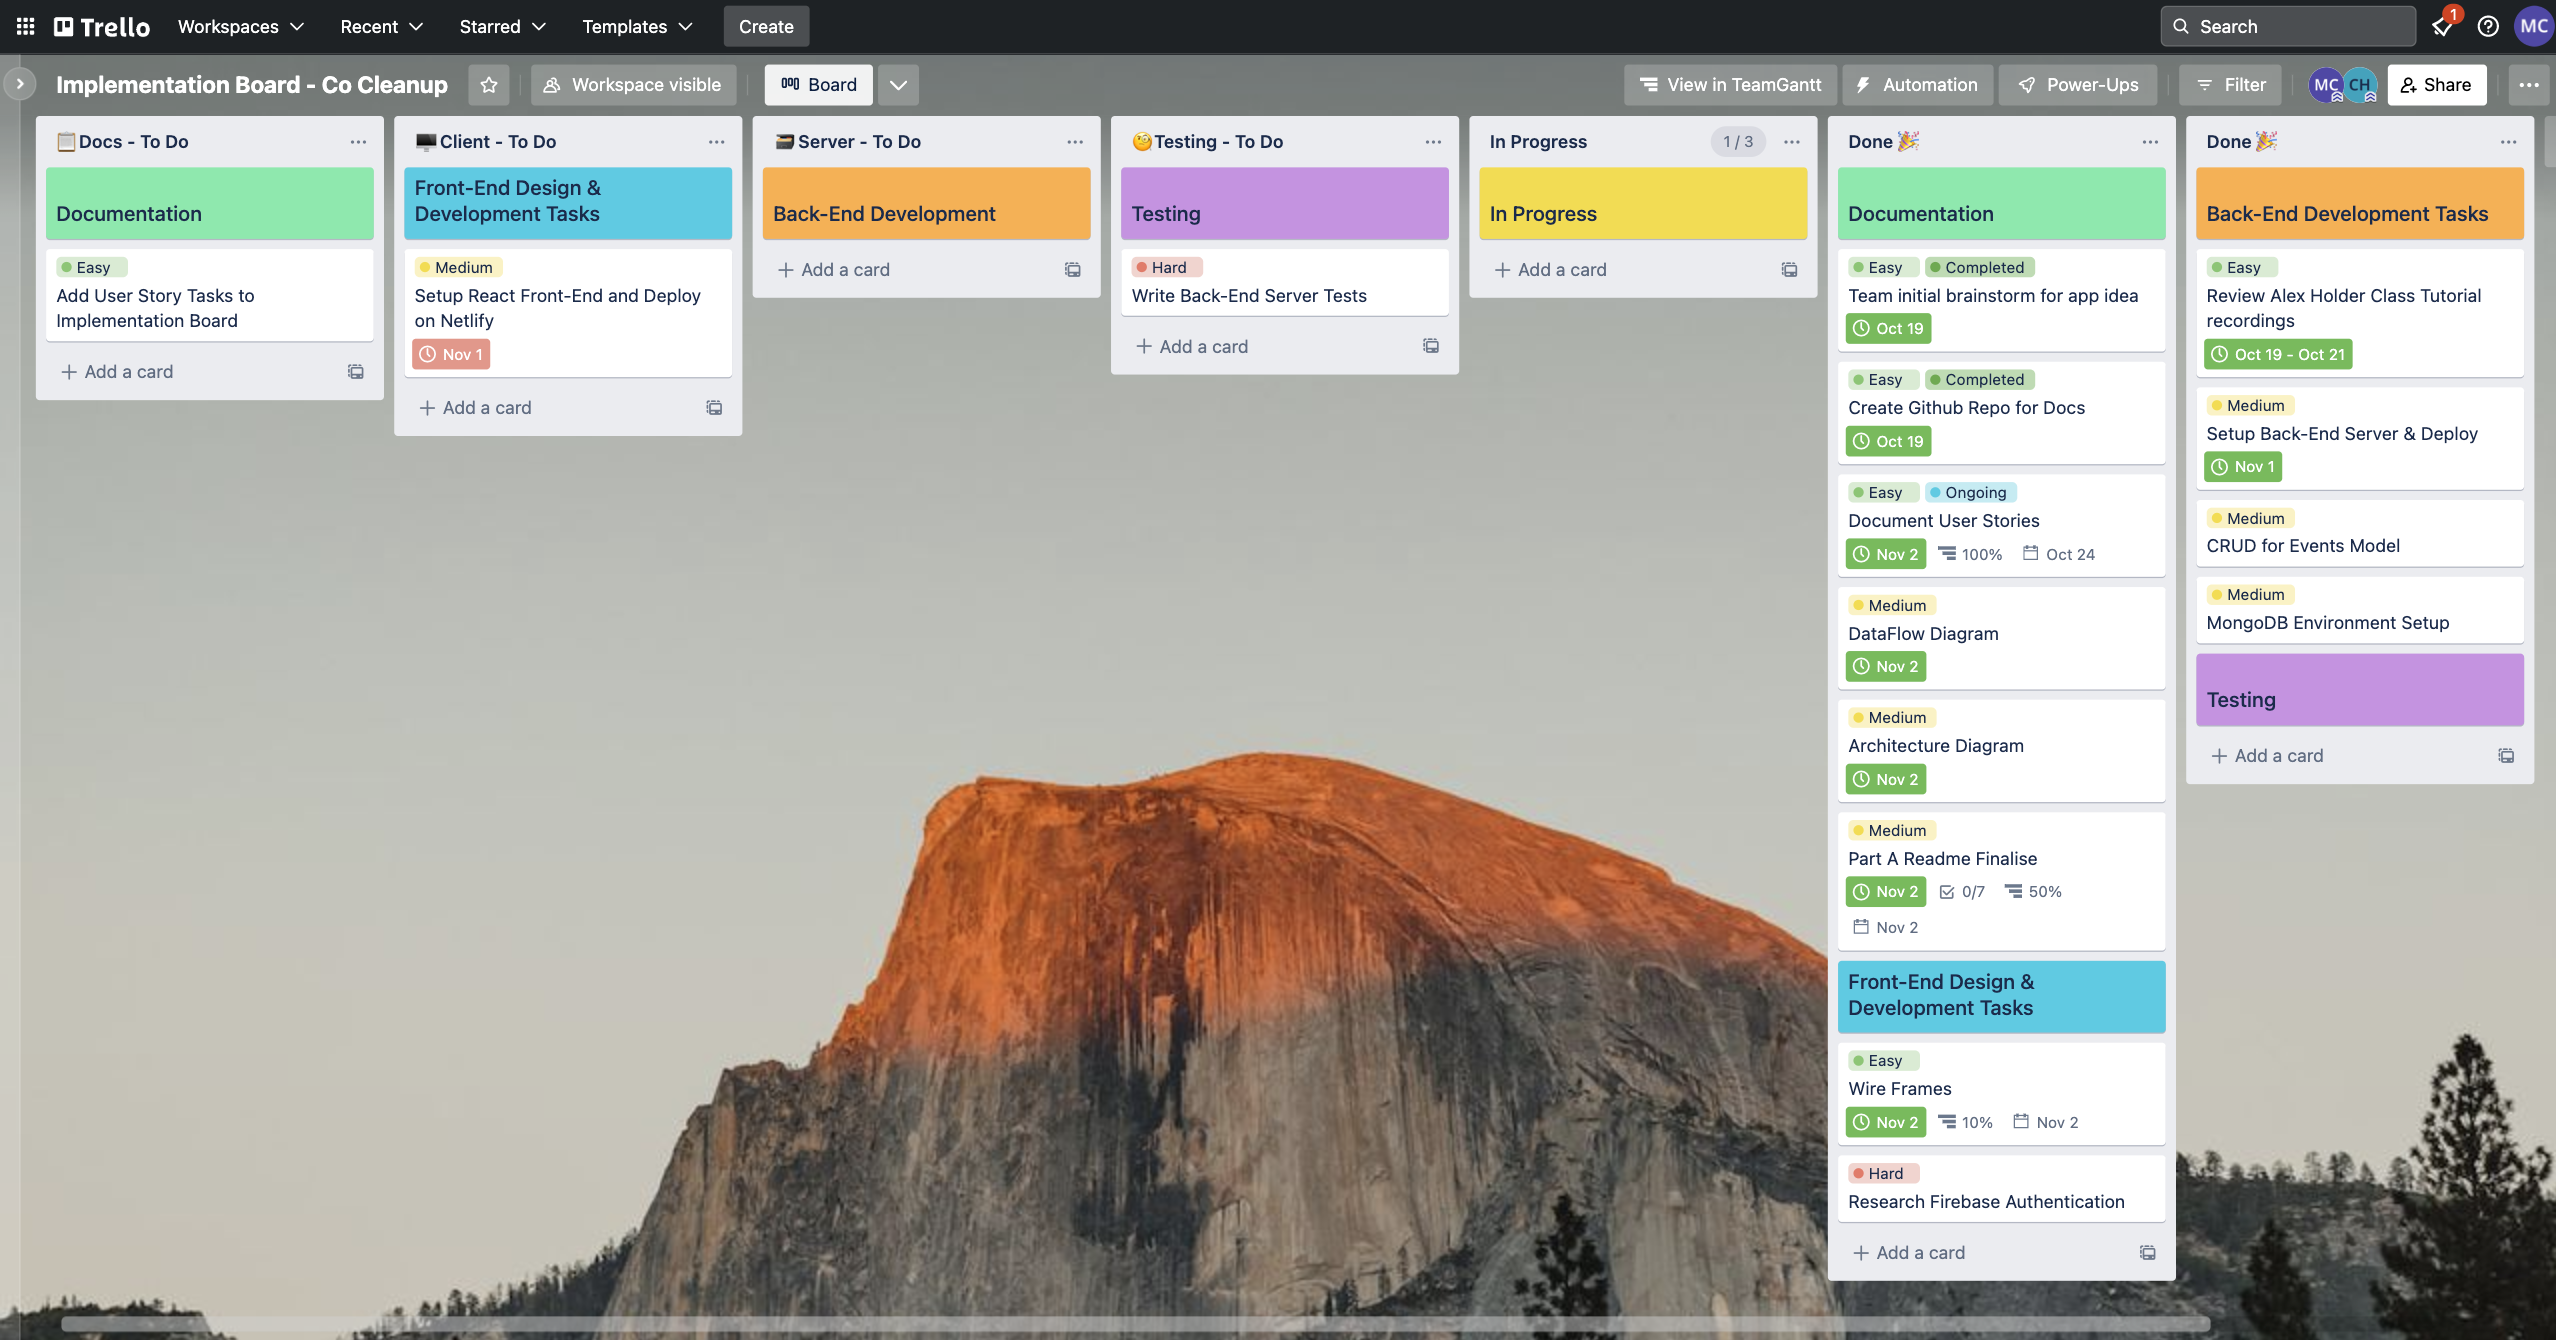 Trello
Workspaces
Recent
Starred
Templates
Create
Search
1
MC
Implementation Board - Co Cleanup
Workspace visible
Board
View in TeamGantt
Automation
Power-Ups
Filter
MC
CH
Share
Docs - To Do
Documentation
Easy
Add User Story Tasks to
Implementation Board
Add a card
Client - To Do
Front-End Design &
Development Tasks
Medium
Setup React Front-End and Deploy
on Netlify
Nov 1
Add a card
Server - To Do
Back-End Development
Add a card
Testing - To Do
Testing
Hard
Write Back-End Server Tests
Add a card
In Progress
1 / 3
In Progress
Add a card
Done
Documentation
Easy Completed
Team initial brainstorm for app idea
Oct 19
Easy Completed
Create Github Repo for Docs
Oct 19
Easy Ongoing
Document User Stories
Nov 2 100% Oct 24
Medium
DataFlow Diagram
Nov 2
Medium
Architecture Diagram
Nov 2
Medium
Part A Readme Finalise
Nov 2 0/7 50%
Nov 2
Front-End Design &
Development Tasks
Easy
Wire Frames
Nov 2 10% Nov 2
Hard
Research Firebase Authentication
Add a card
Done
Back-End Development Tasks
Easy
Review Alex Holder Class Tutorial
recordings
Oct 19 - Oct 21
Medium
Setup Back-End Server & Deploy
Nov 1
Medium
CRUD for Events Model
Medium
MongoDB Environment Setup
Testing
Add a card